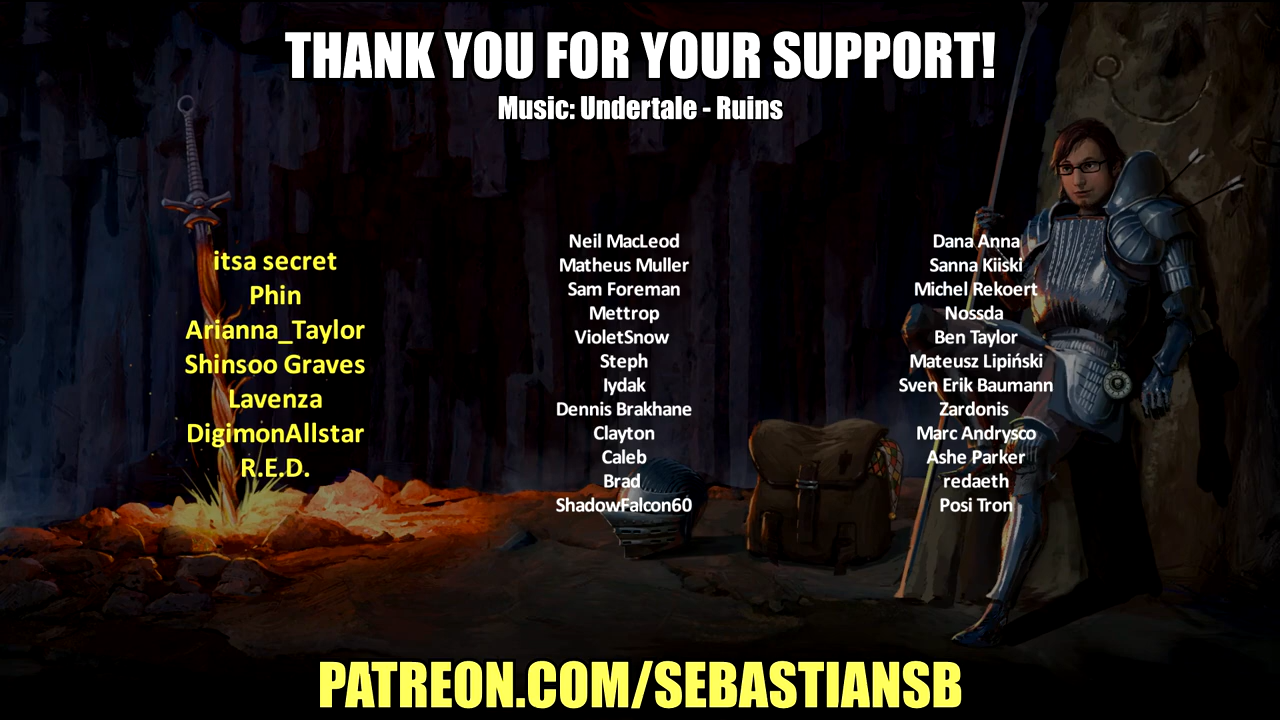 THANK YOU FOR YOUR SUPPORT!
Music: Undertale - Ruins
itsa secret
Phin
Arianna_Taylor
Shinsoo Graves
Lavenza
DigimonAllstar
R.E.D.
Neil MacLeod
Matheus Muller
Sam Foreman
Mettrop
VioletSnow
Steph
Iydak
Dennis Brakhane
Clayton
Caleb
Brad
ShadowFalcon60
Dana Anna
Sanna Kiiski
Michel Rekoert
Nossda
Ben Taylor
Mateusz Lipiński
Sven Erik Baumann
Zardonis
Marc Andrysco
Ashe Parker
redaeth
Posi Tron
PATREON.COM/SEBASTIANSB